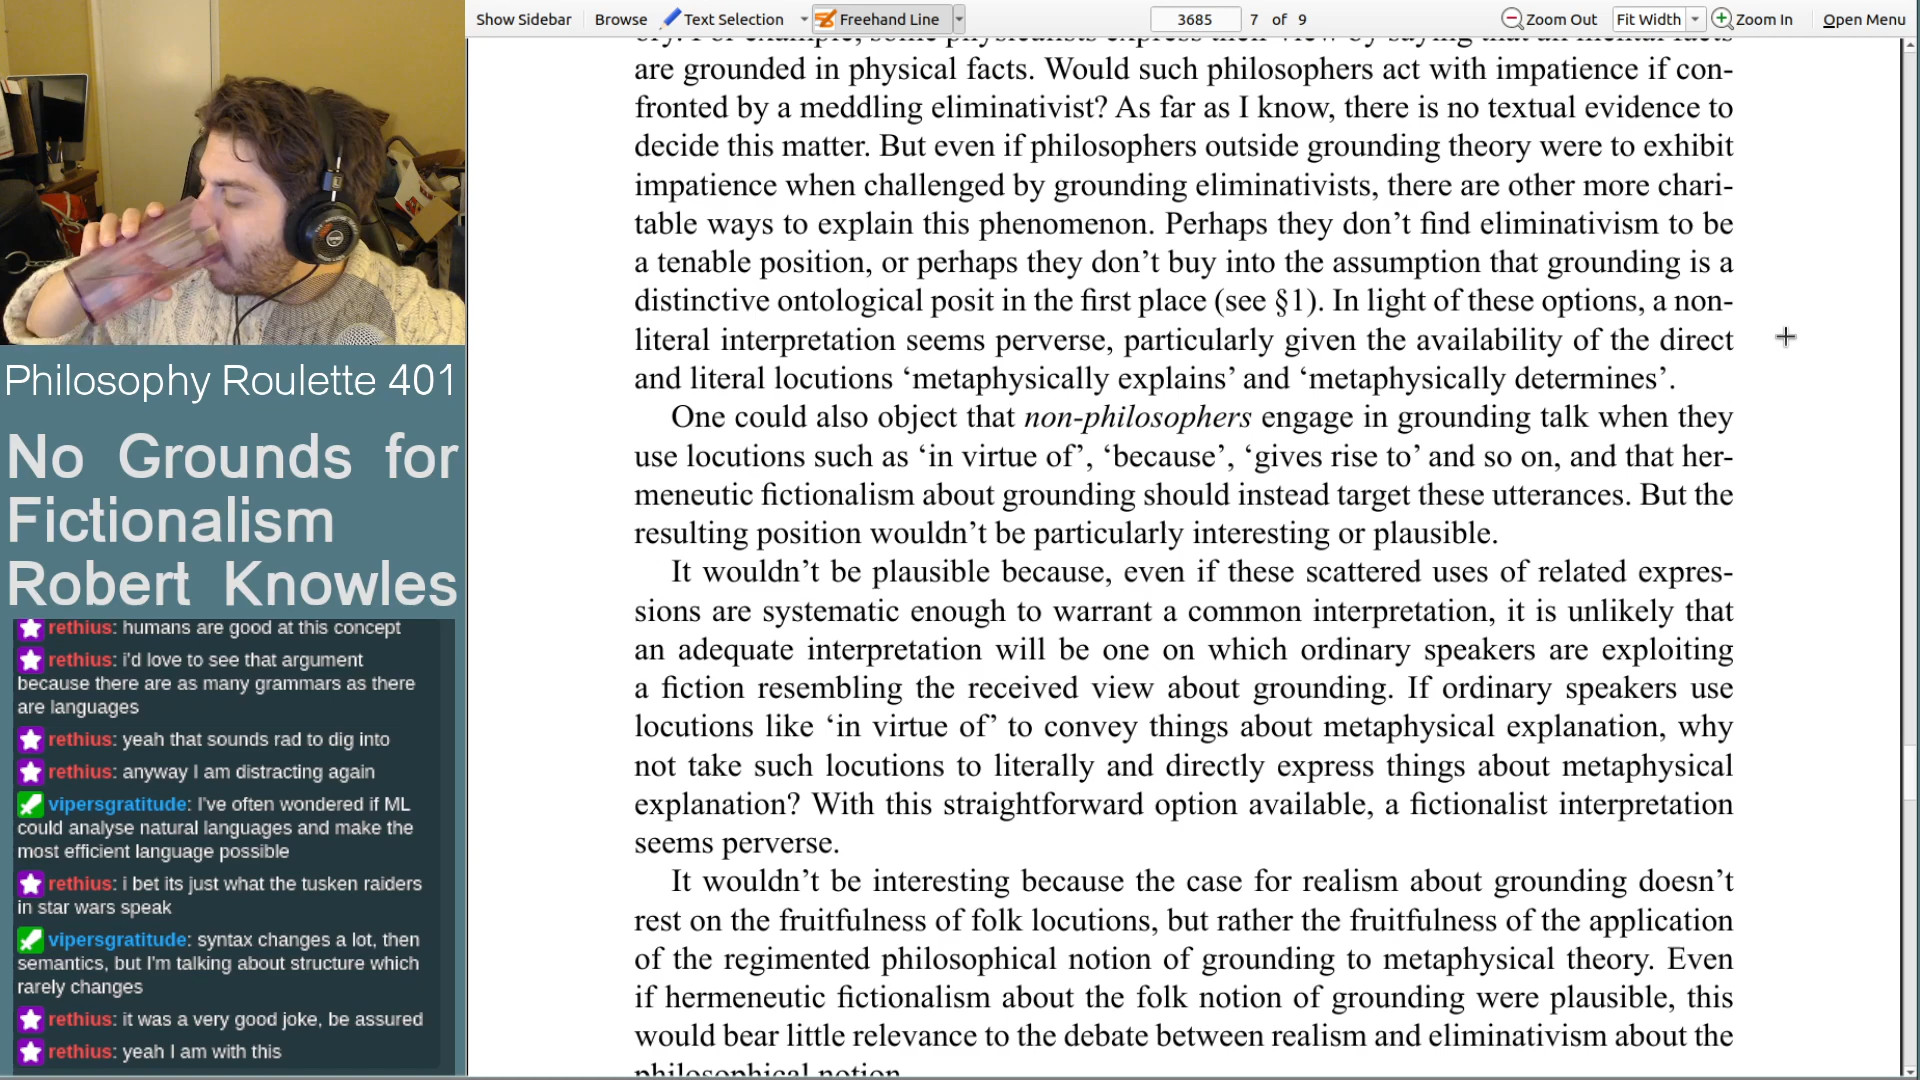 Show Sidebar Browse Text Selection Freehand Line 3685 7 of 9 Zoom Out Fit Width Zoom In Open Menu
ory. For example, some physicalists express their view by saying that all mental facts
are grounded in physical facts. Would such philosophers act with impatience if con-
fronted by a meddling eliminativist? As far as I know, there is no textual evidence to
decide this matter. But even if philosophers outside grounding theory were to exhibit
impatience when challenged by grounding eliminativists, there are other more chari-
table ways to explain this phenomenon. Perhaps they don't find eliminativism to be
a tenable position, or perhaps they don't buy into the assumption that grounding is a
distinctive ontological posit in the first place (see §1). In light of these options, a non-
literal interpretation seems perverse, particularly given the availability of the direct
and literal locutions 'metaphysically explains' and 'metaphysically determines'.
One could also object that non-philosophers engage in grounding talk when they
use locutions such as 'in virtue of', 'because', 'gives rise to' and so on, and that her-
meneutic fictionalism about grounding should instead target these utterances. But the
resulting position wouldn't be particularly interesting or plausible.
It wouldn't be plausible because, even if these scattered uses of related expres-
sions are systematic enough to warrant a common interpretation, it is unlikely that
an adequate interpretation will be one on which ordinary speakers are exploiting
a fiction resembling the received view about grounding. If ordinary speakers use
locutions like 'in virtue of' to convey things about metaphysical explanation, why
not take such locutions to literally and directly express things about metaphysical
explanation? With this straightforward option available, a fictionalist interpretation
seems perverse.
It wouldn't be interesting because the case for realism about grounding doesn't
rest on the fruitfulness of folk locutions, but rather the fruitfulness of the application
of the regimented philosophical notion of grounding to metaphysical theory. Even
if hermeneutic fictionalism about the folk notion of grounding were plausible, this
would bear little relevance to the debate between realism and eliminativism about the
philosophical notion.
Philosophy Roulette 401
No Grounds for
Fictionalism
Robert Knowles
rethius: humans are good at this concept
rethius: i'd love to see that argument
because there are as many grammars as there
are languages
rethius: yeah that sounds rad to dig into
rethius: anyway I am distracting again
vipersgratitude: I've often wondered if ML
could analyse natural languages and make the
most efficient language possible
rethius: i bet its just what the tusken raiders
in star wars speak
vipersgratitude: syntax changes a lot, then
semantics, but I'm talking about structure which
rarely changes
rethius: it was a very good joke, be assured
rethius: yeah I am with this